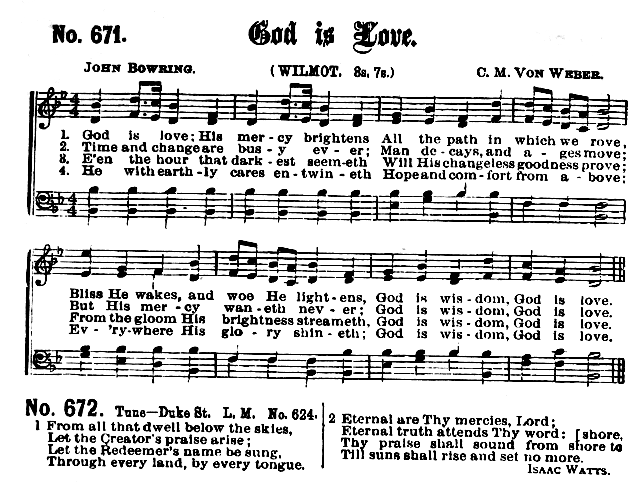 No. 671.
God is Love.
JOHN BOWRING.
(WILMOT. 8s, 7s.)
C. M. VON WEBER.
1. God is love; His mer-cy brightens All the path in which we rove,
2. Time and change are bus-y ev-er; Man de-cays, and a-ges move;
3. E'en the hour that dark-est seem-eth Will His changeless goodness prove;
4. He with earth-ly cares en-twin-eth Hope and com-fort from a-bove;
Bliss He wakes, and woe He light-ens, God is wis-dom, God is love.
But His mer-cy wan-eth nev-er; God is wis-dom, God is love.
From the gloom His brightness streameth, God is wis-dom, God is love.
Ev-'ry-where His glo-ry shin-eth; God is wis-dom, God is love.
No. 672. Tune—Duke St. L. M. No. 624.
1 From all that dwell below the skies,
Let the Creator's praise arise;
Let the Redeemer's name be sung,
Through every land, by every tongue.
2 Eternal are Thy mercies, Lord;
Eternal truth attends Thy word: [shore,
Thy praise shall sound from shore to
Till suns shall rise and set no more.
ISAAC WATTS.